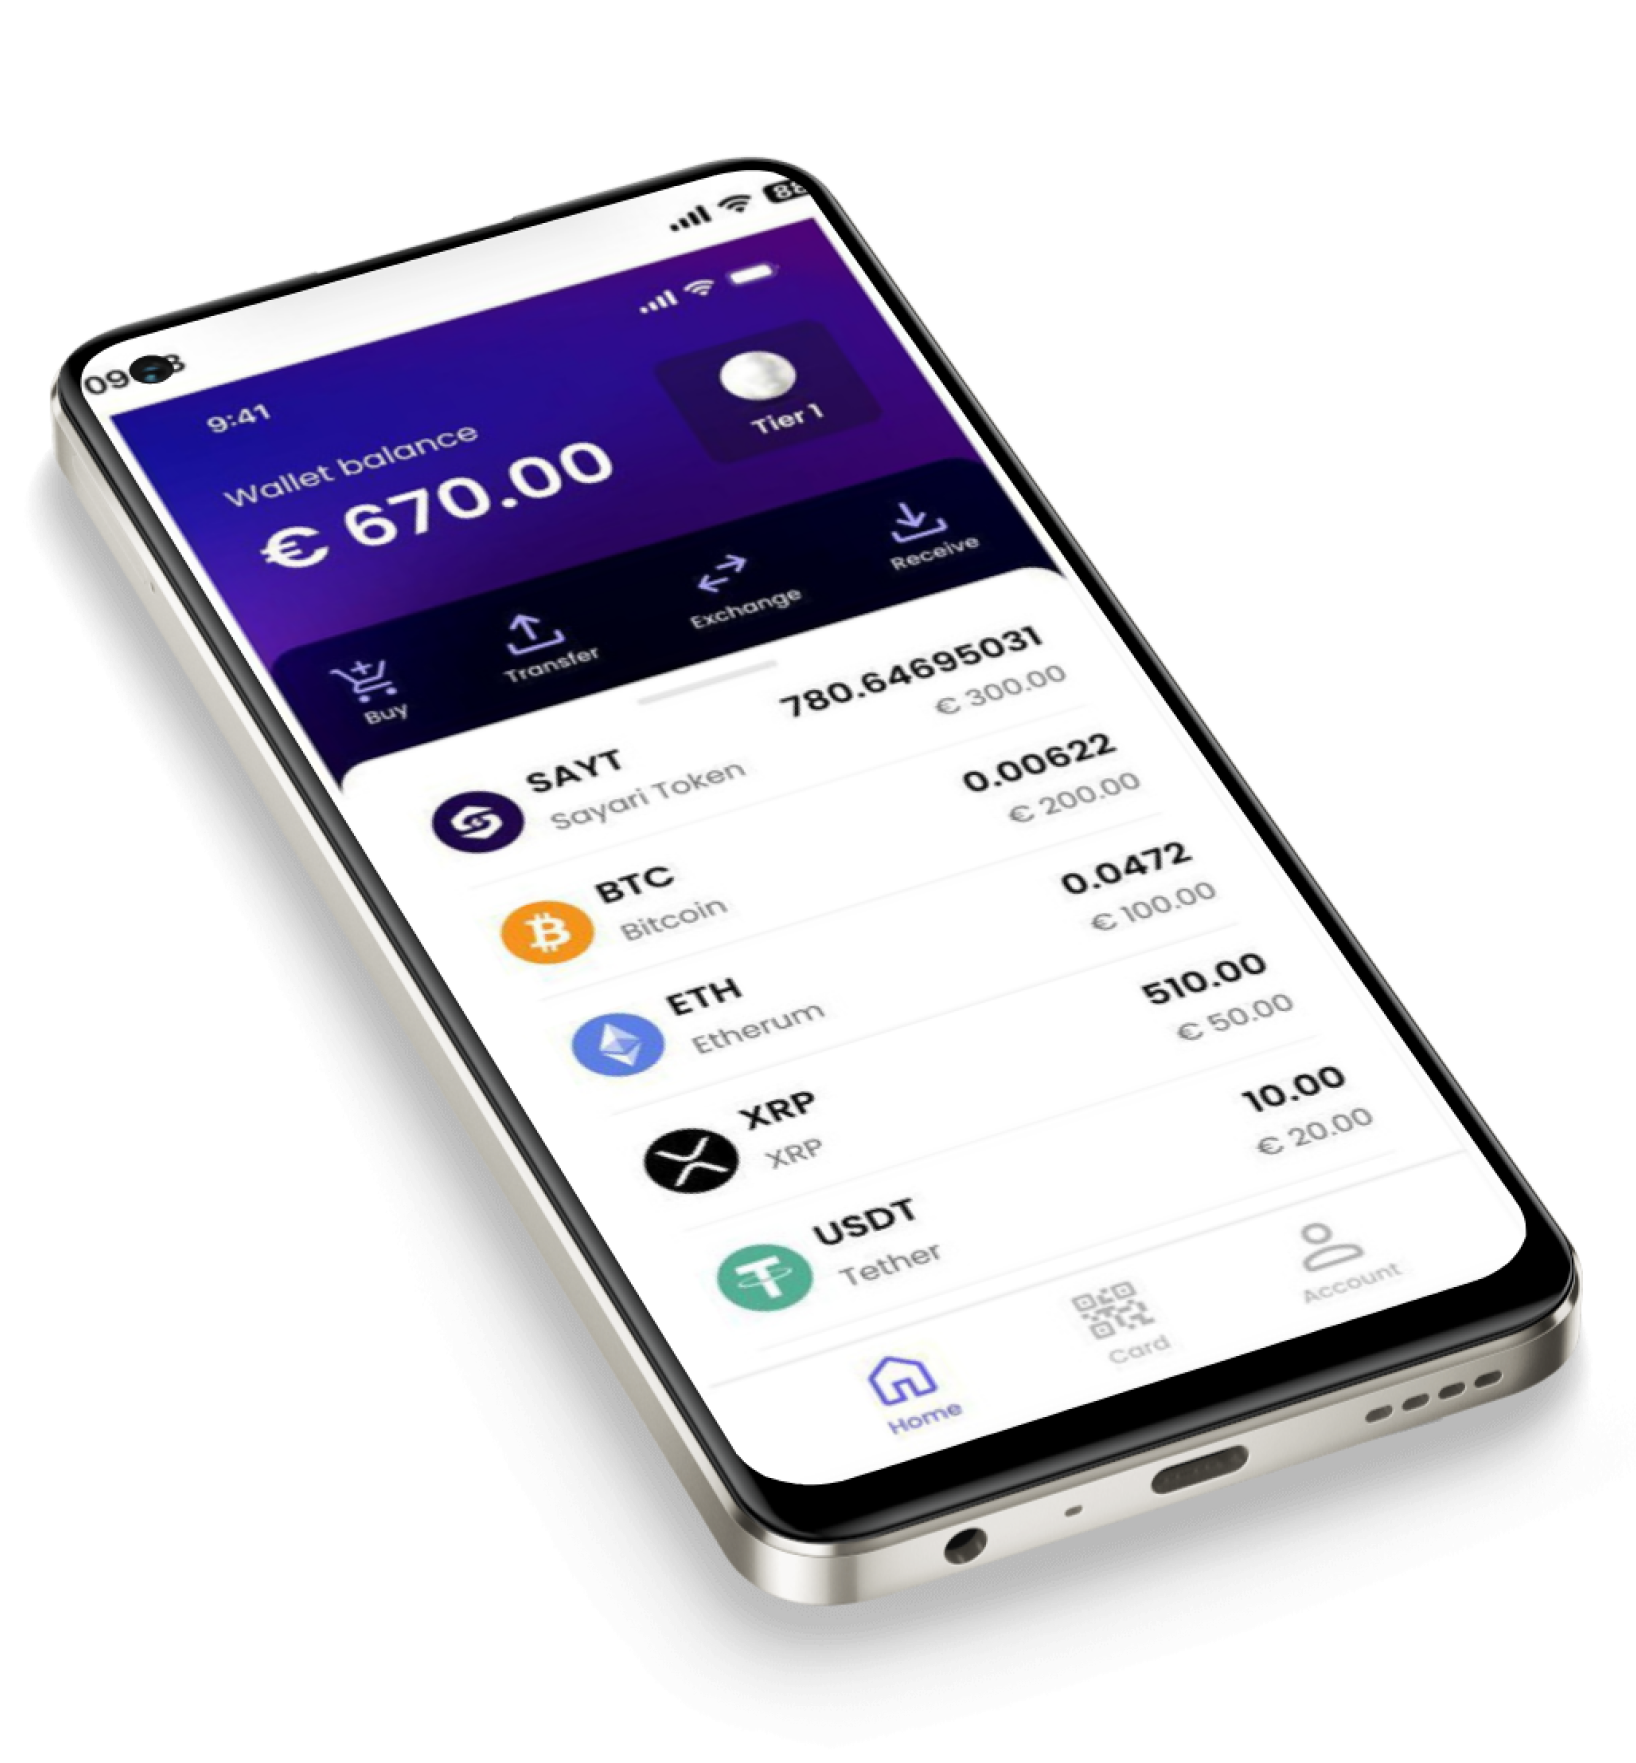 88
9:41
Tier 1
Wallet balance
€ 670.00
Buy
Transfer
Exchange
Receive
SAYT
Sayari Token
780.64695031
€ 300.00
BTC
Bitcoin
0.00622
€ 200.00
ETH
Etherum
0.0472
€ 100.00
XRP
XRP
510.00
€ 50.00
USDT
Tether
10.00
€ 20.00
Home
Card
Account